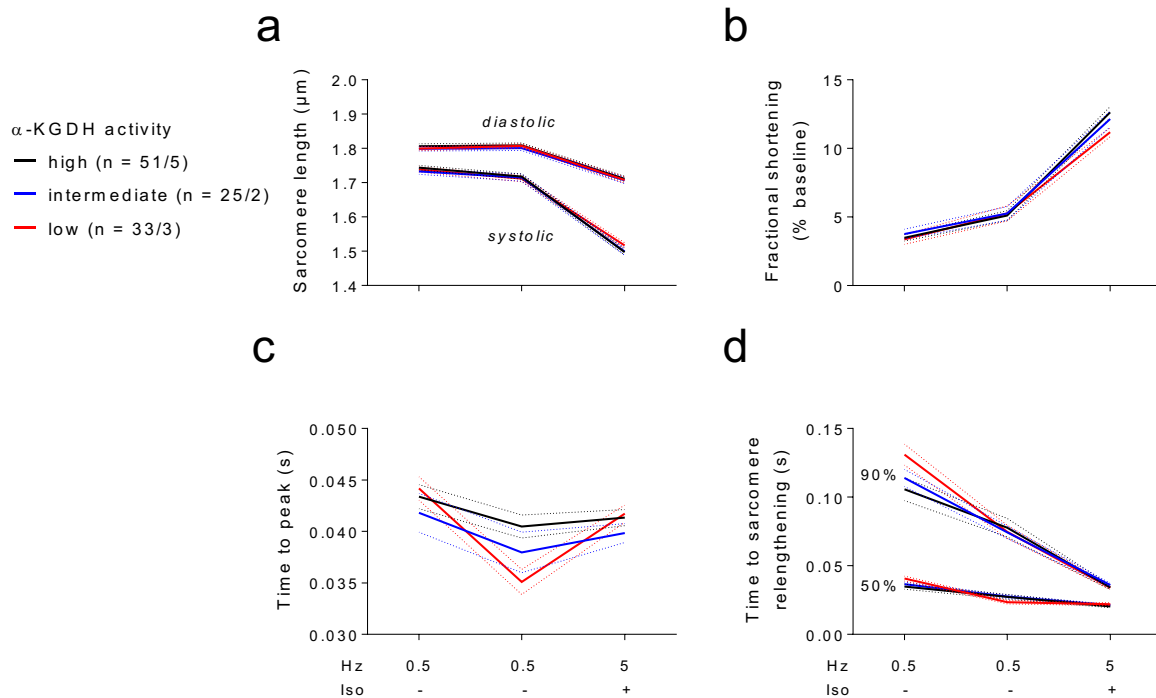 a
b
α-KGDH activity
high (n = 51/5)
intermediate (n = 25/2)
low (n = 33/3)
Sarcomere length (µm)
2.0
1.9
1.8
1.7
1.6
1.5
1.4
diastolic
systolic
Fractional shortening
(% baseline)
15
10
5
0
c
d
Time to peak (s)
0.050
0.045
0.040
0.035
0.030
Hz 0.5 0.5 5
Iso - - +
Time to sarcomere
relengthening (s)
0.15
0.10
0.05
0.00
90%
50%
Hz 0.5 0.5 5
Iso - - +